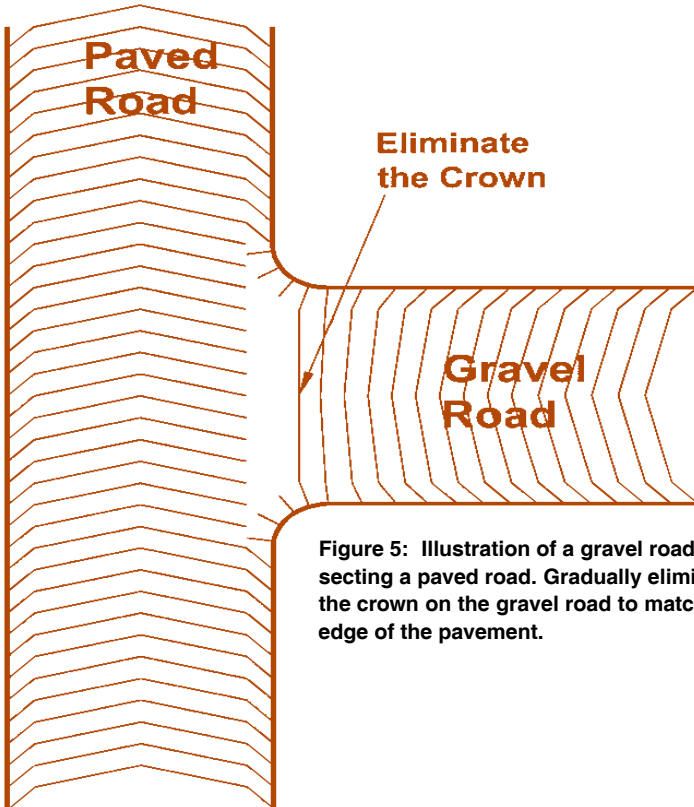 Paved
Road
Eliminate
the Crown
Gravel
Road
Figure 5:  Illustration of a gravel road
secting a paved road. Gradually elimi
the crown on the gravel road to matc
edge of the pavement.